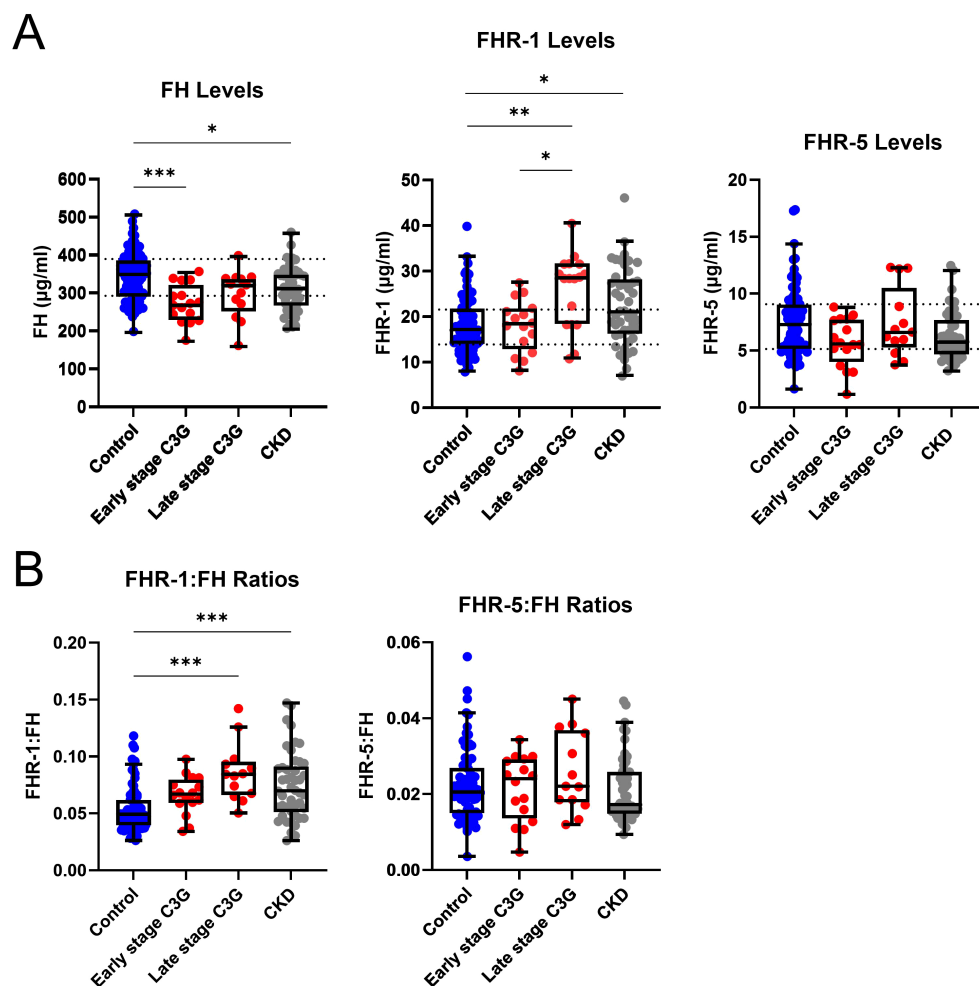 A
FH Levels
*
***
FH (µg/ml)
600
500
400
300
200
100
0
Control
Early stage C3G
Late stage C3G
CKD
FHR-1 Levels
*
**
*
FHR-1 (µg/ml)
50
40
30
20
10
0
Control
Early stage C3G
Late stage C3G
CKD
FHR-5 Levels
FHR-5 (µg/ml)
20
15
10
5
0
Control
Early stage C3G
Late stage C3G
CKD
B
FHR-1:FH Ratios
***
***
FHR-1:FH
0.20
0.15
0.10
0.05
0.00
Control
Early stage C3G
Late stage C3G
CKD
FHR-5:FH Ratios
FHR-5:FH
0.06
0.04
0.02
0.00
Control
Early stage C3G
Late stage C3G
CKD